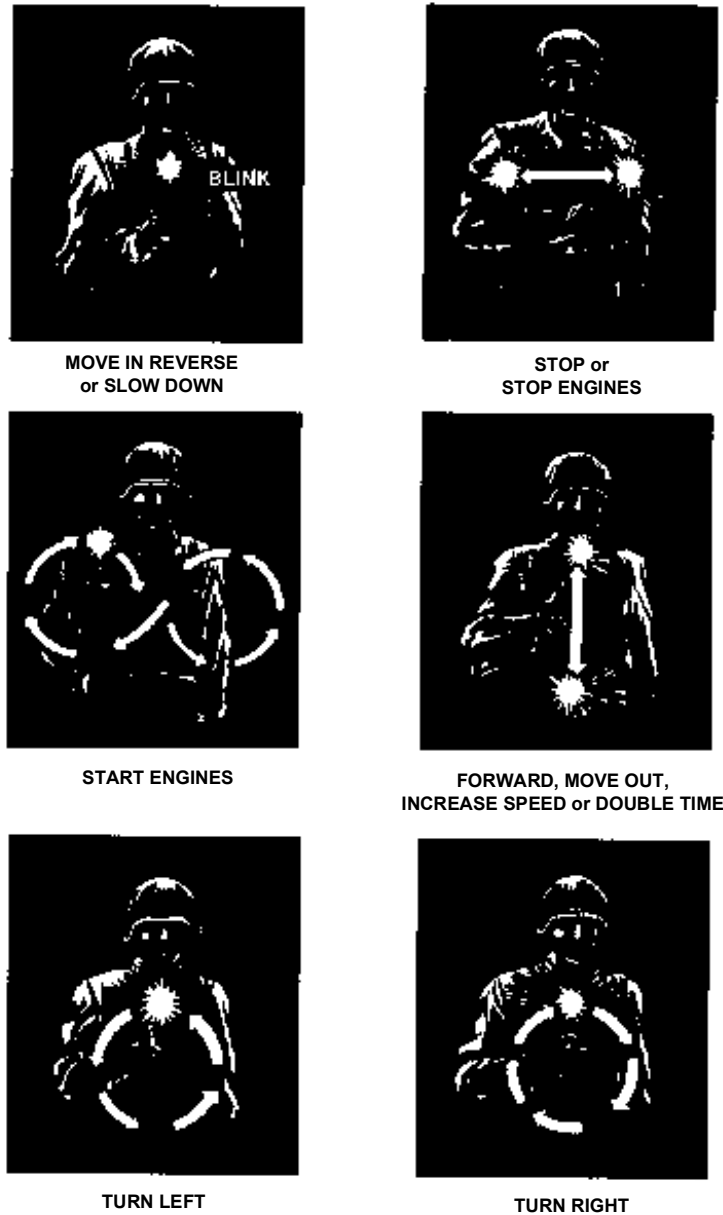 BLINK
MOVE IN REVERSE
or SLOW DOWN
STOP or
STOP ENGINES
START ENGINES
FORWARD, MOVE OUT,
INCREASE SPEED or DOUBLE TIME
TURN LEFT
TURN RIGHT